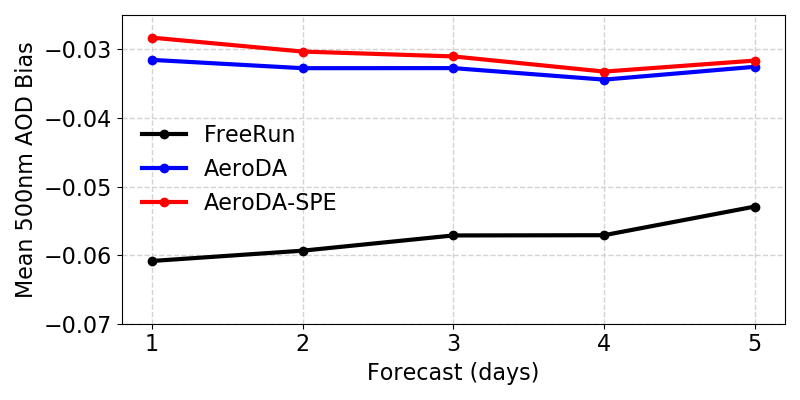 Mean 500nm AOD Bias
−0.03
−0.04
−0.05
−0.06
−0.07
FreeRun
AeroDA
AeroDA-SPE
1 2 3 4 5
Forecast (days)